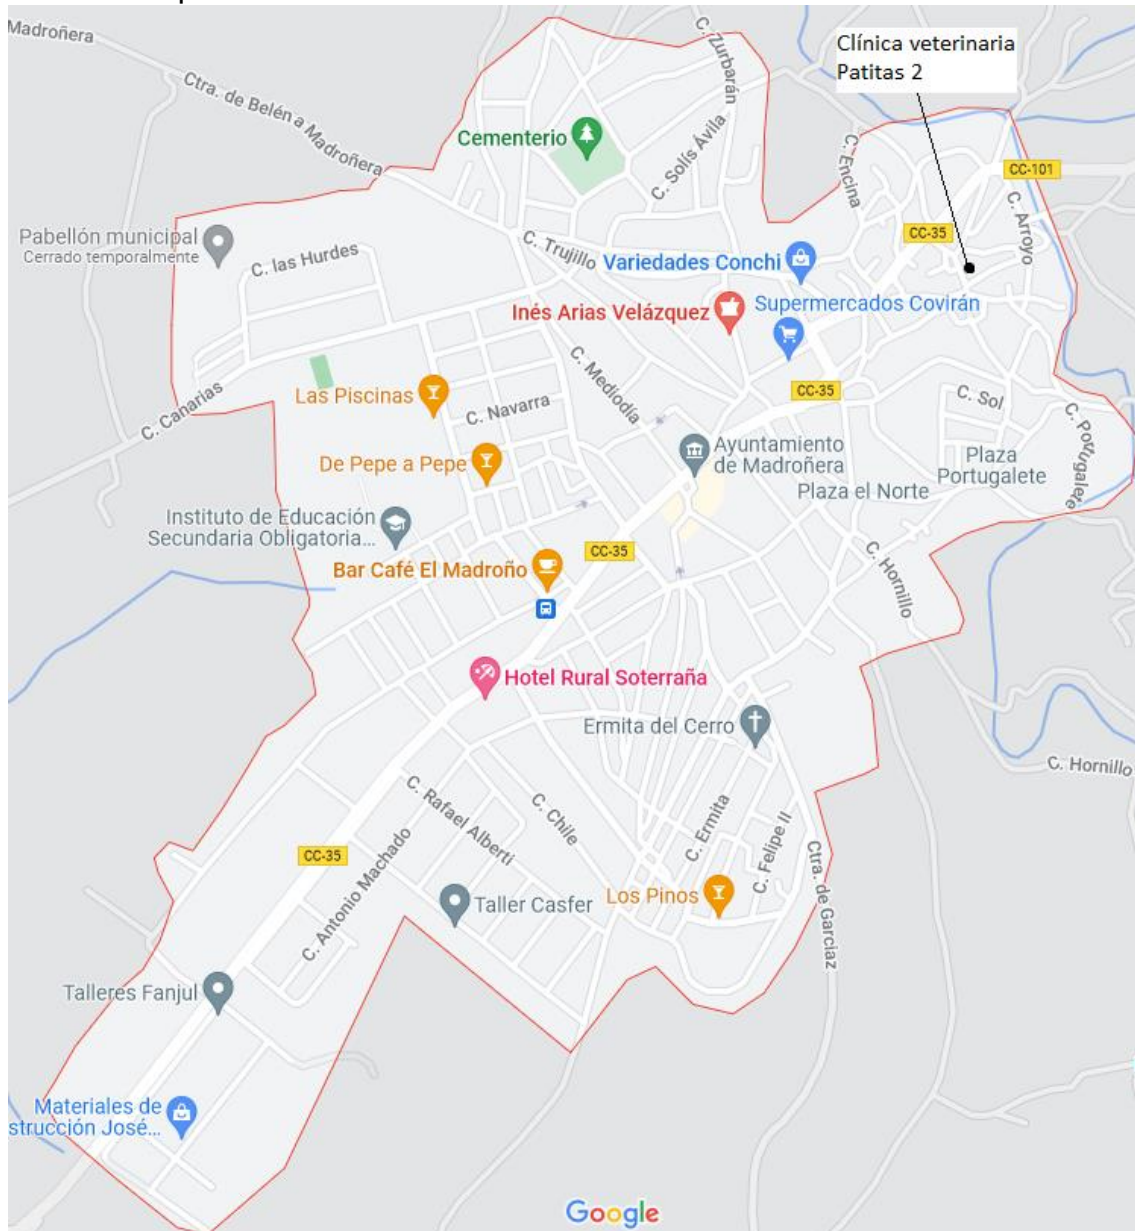 Madroñera
Ctra. de Belén a Madroñera
C. Zurbarán
Clínica veterinaria
Patitas 2
Cementerio
C. Solís Ávila
C. Encina
CC-101
C. Arroyo
Pabellón municipal
Cerrado temporalmente
C. las Hurdes
C. Trujillo
CC-35
Variedades Conchi
Inés Arias Velázquez
Supermercados Covirán
C. Mediodía
C. Canarias
Las Piscinas
C. Navarra
CC-35
C. Sol
C. Portugalete
De Pepe a Pepe
Ayuntamiento
de Madroñera
Plaza
Portugalete
Plaza el Norte
Instituto de Educación
Secundaria Obligatoria...
CC-35
Bar Café El Madroño
C. Hornillo
Hotel Rural Soterraña
Ermita del Cerro
C. Hornillo
C. Rafael Alberti
C. Chile
C. Ermita
C. Felipe II
Ctra. de Garciaz
CC-35
C. Antonio Machado
Taller Casfer
Los Pinos
Talleres Fanjul
Materiales de
strucción José...
Google